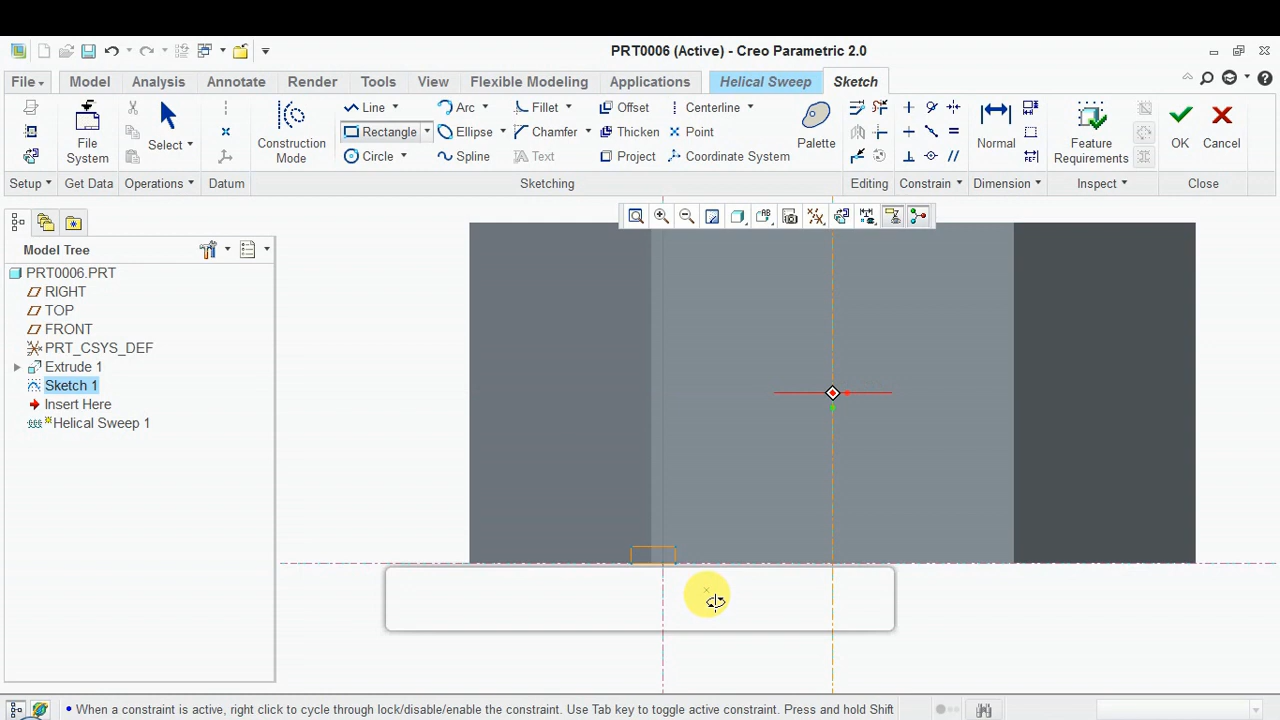 PRT0006 (Active) - Creo Parametric 2.0
File Model Analysis Annotate Render Tools View Flexible Modeling Applications Helical Sweep Sketch
Line Arc Fillet Offset Centerline
Rectangle Ellipse Chamfer Thicken Point
Circle Spline Text Project Coordinate System
File System
Select
Construction Mode
Palette
Normal
Feature Requirements
OK Cancel
Setup Get Data Operations Datum Sketching Editing Constrain Dimension Inspect Close
Model Tree
PRT0006.PRT
RIGHT
TOP
FRONT
PRT_CSYS_DEF
Extrude 1
Sketch 1
Insert Here
Helical Sweep 1
When a constraint is active, right click to cycle through lock/disable/enable the constraint. Use Tab key to toggle active constraint. Press and hold Shift